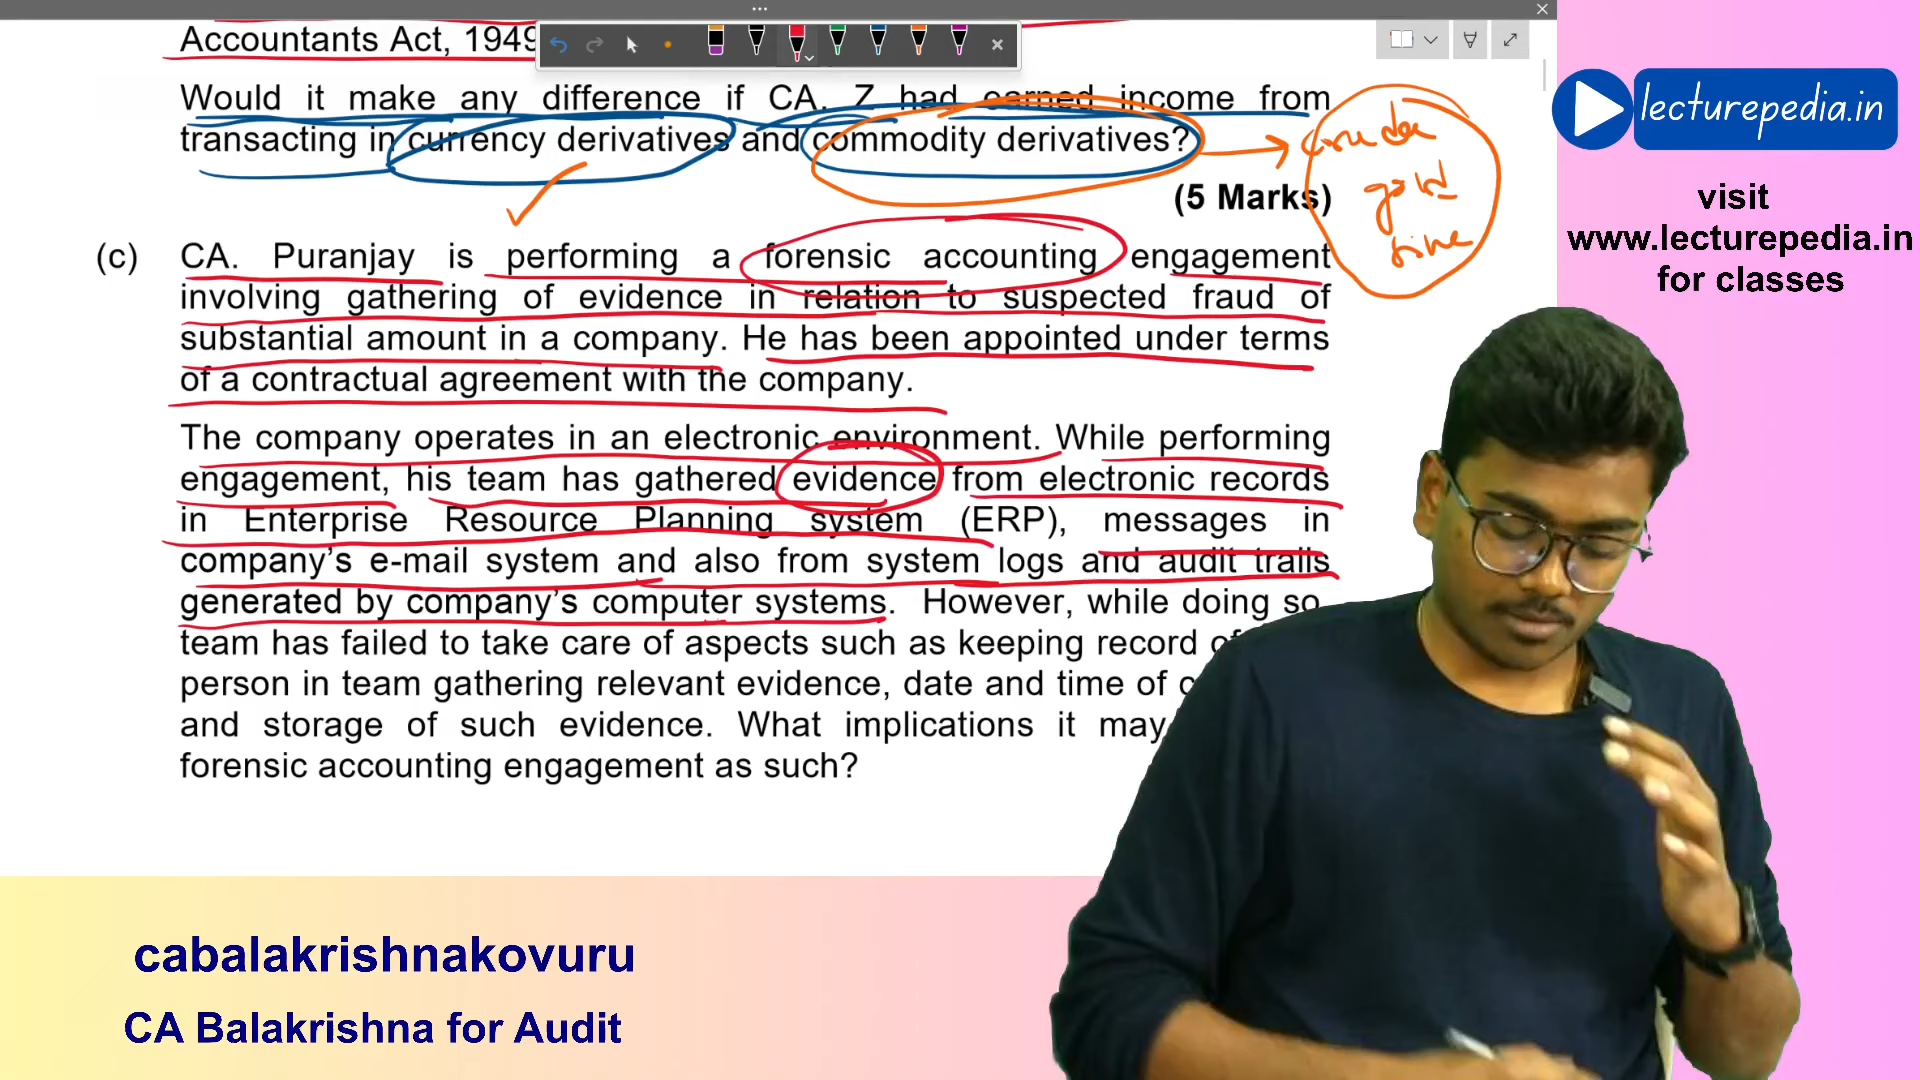 Accountants Act, 1949
Would it make any difference if CA. Z had earned income from
transacting in currency derivatives and commodity derivatives?
(5 Marks)
crude
gold
(c) CA. Puranjay is performing a forensic accounting engagement
involving gathering of evidence in relation to suspected fraud of
substantial amount in a company. He has been appointed under terms
of a contractual agreement with the company.
The company operates in an electronic environment. While performing
engagement, his team has gathered evidence from electronic records
in Enterprise Resource Planning system (ERP), messages in
company's e-mail system and also from system logs and audit trails
generated by company's computer systems. However, while doing so,
team has failed to take care of aspects such as keeping record of
person in team gathering relevant evidence, date and time of
and storage of such evidence. What implications it may
forensic accounting engagement as such?
lecturepedia.in
visit
www.lecturepedia.in
for classes
cabalakrishnakovuru
CA Balakrishna for Audit